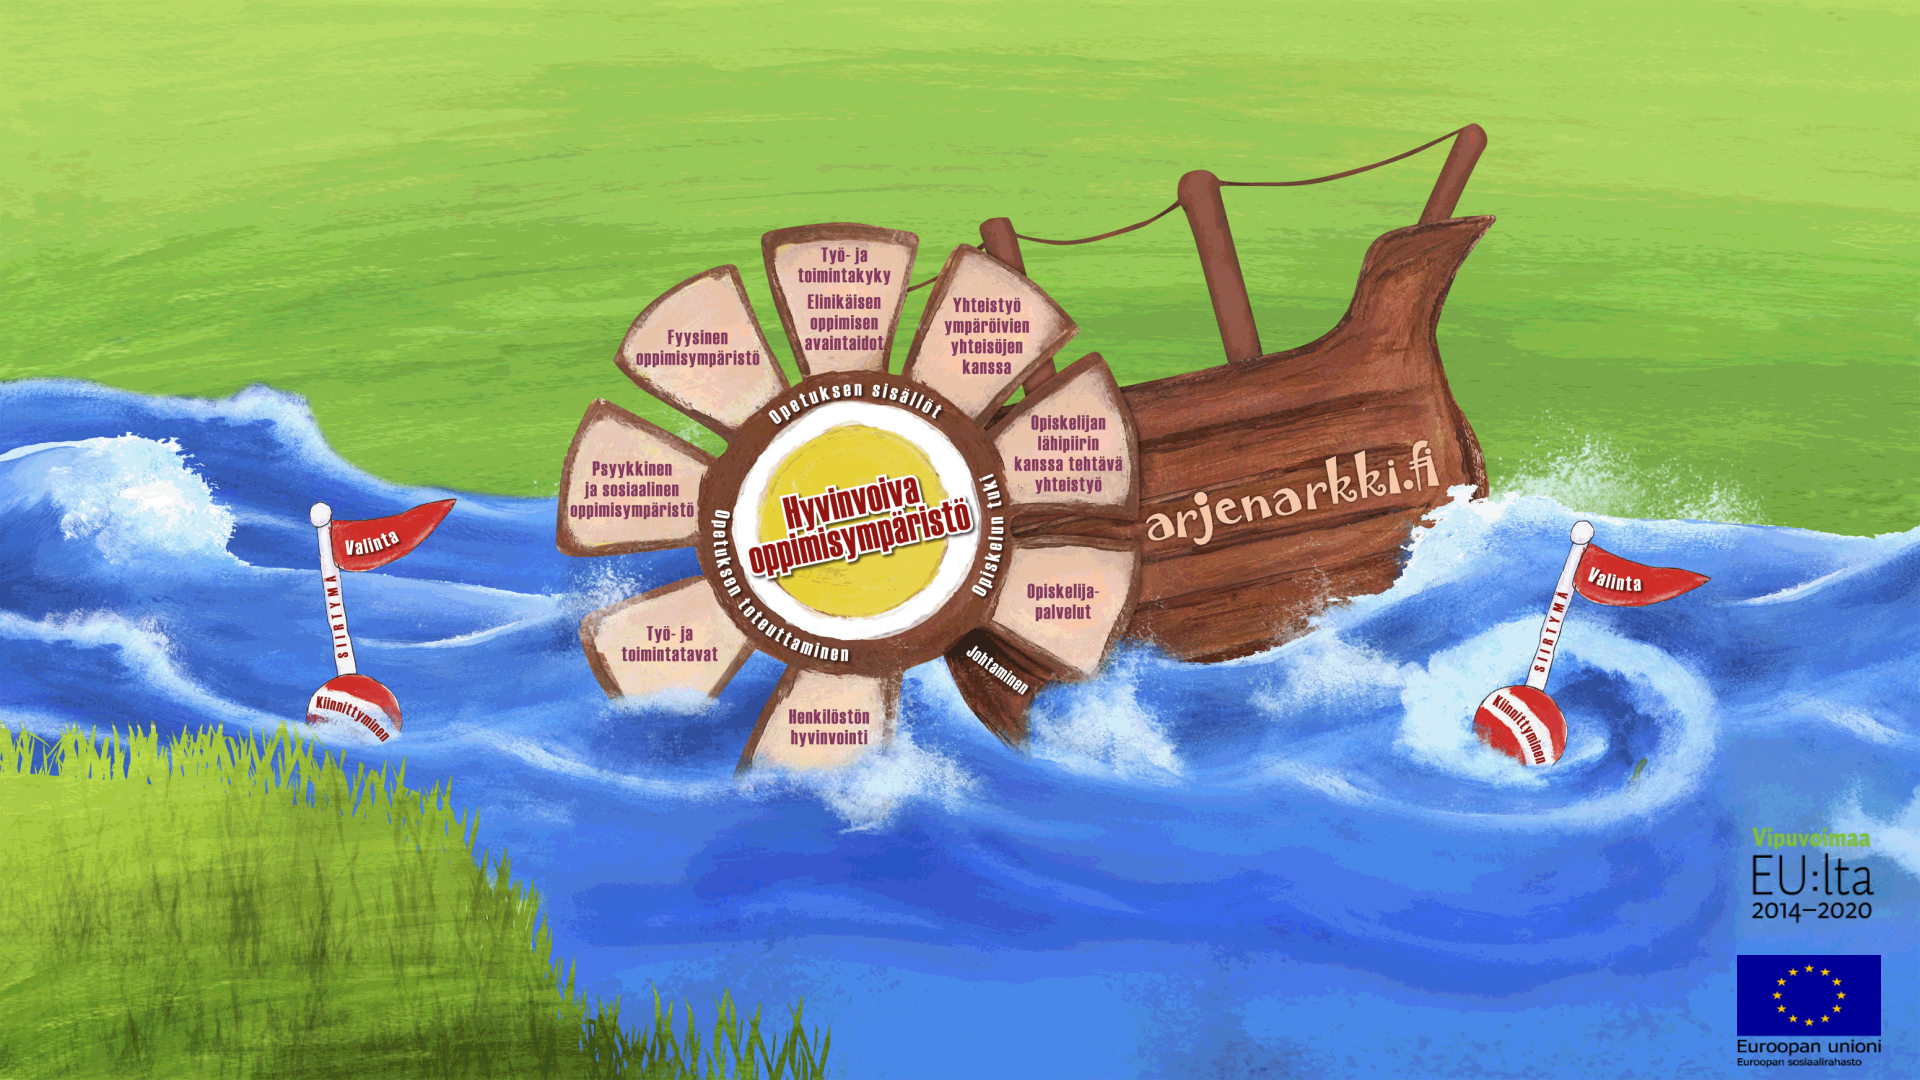 Työ- ja
toimintakyky
Elinikäisen
oppimisen
avaintaidot
Yhteistyö
ympäröivien
yhteisöjen
kanssa
Fyysinen
oppimisympäristö
Opiskelijan
lähipiirin
kanssa tehtävä
yhteistyö
Psyykkinen
ja sosiaalinen
oppimisympäristö
Opiskelija-
palvelut
Työ- ja
toimintatavat
Henkilöstön
hyvinvointi
Johtaminen
Opetuksen sisällöt
Opiskelun tuki
Opetuksen toteuttaminen
Hyvinvoiva
oppimisympäristö
arjenarkki.fi
Valinta
SIIRTYMÄ
Kiinnittyminen
Valinta
SIIRTYMÄ
Kiinnittyminen
Vipuvoimaa
EU:lta
2014–2020
Euroopan unioni
Euroopan sosiaalirahasto